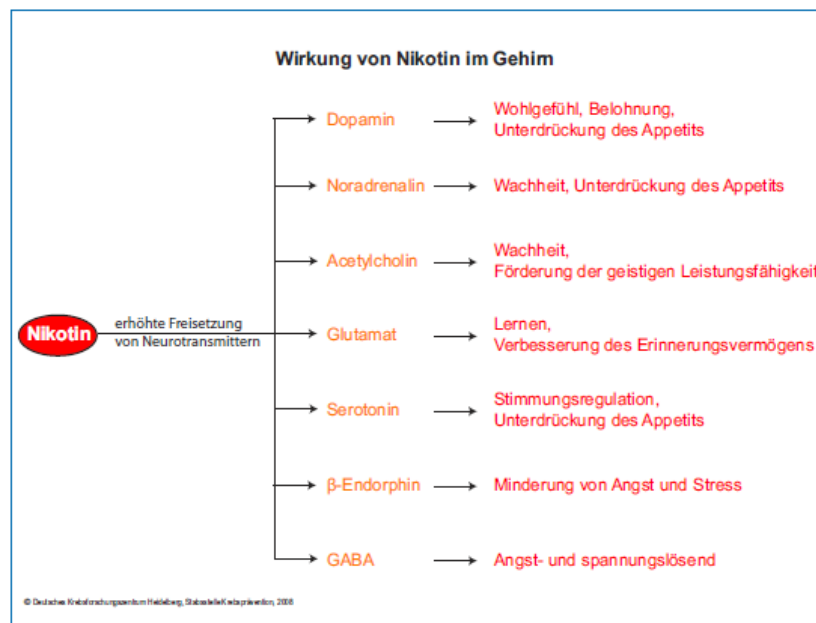 Wirkung von Nikotin im Gehirn
Dopamin
Wohlgefühl, Belohnung,
Unterdrückung des Appetits
Noradrenalin
Wachheit, Unterdrückung des Appetits
Acetylcholin
Wachheit,
Förderung der geistigen Leistungsfähigkeit
Nikotin
erhöhte Freisetzung
von Neurotransmittern
Glutamat
Lernen,
Verbesserung des Erinnerungsvermögens
Serotonin
Stimmungsregulation,
Unterdrückung des Appetits
β-Endorphin
Minderung von Angst und Stress
GABA
Angst- und spannungslösend
© Deutsches Krebsforschungszentrum Heidelberg, Stabsstelle Krebsprävention, 2008